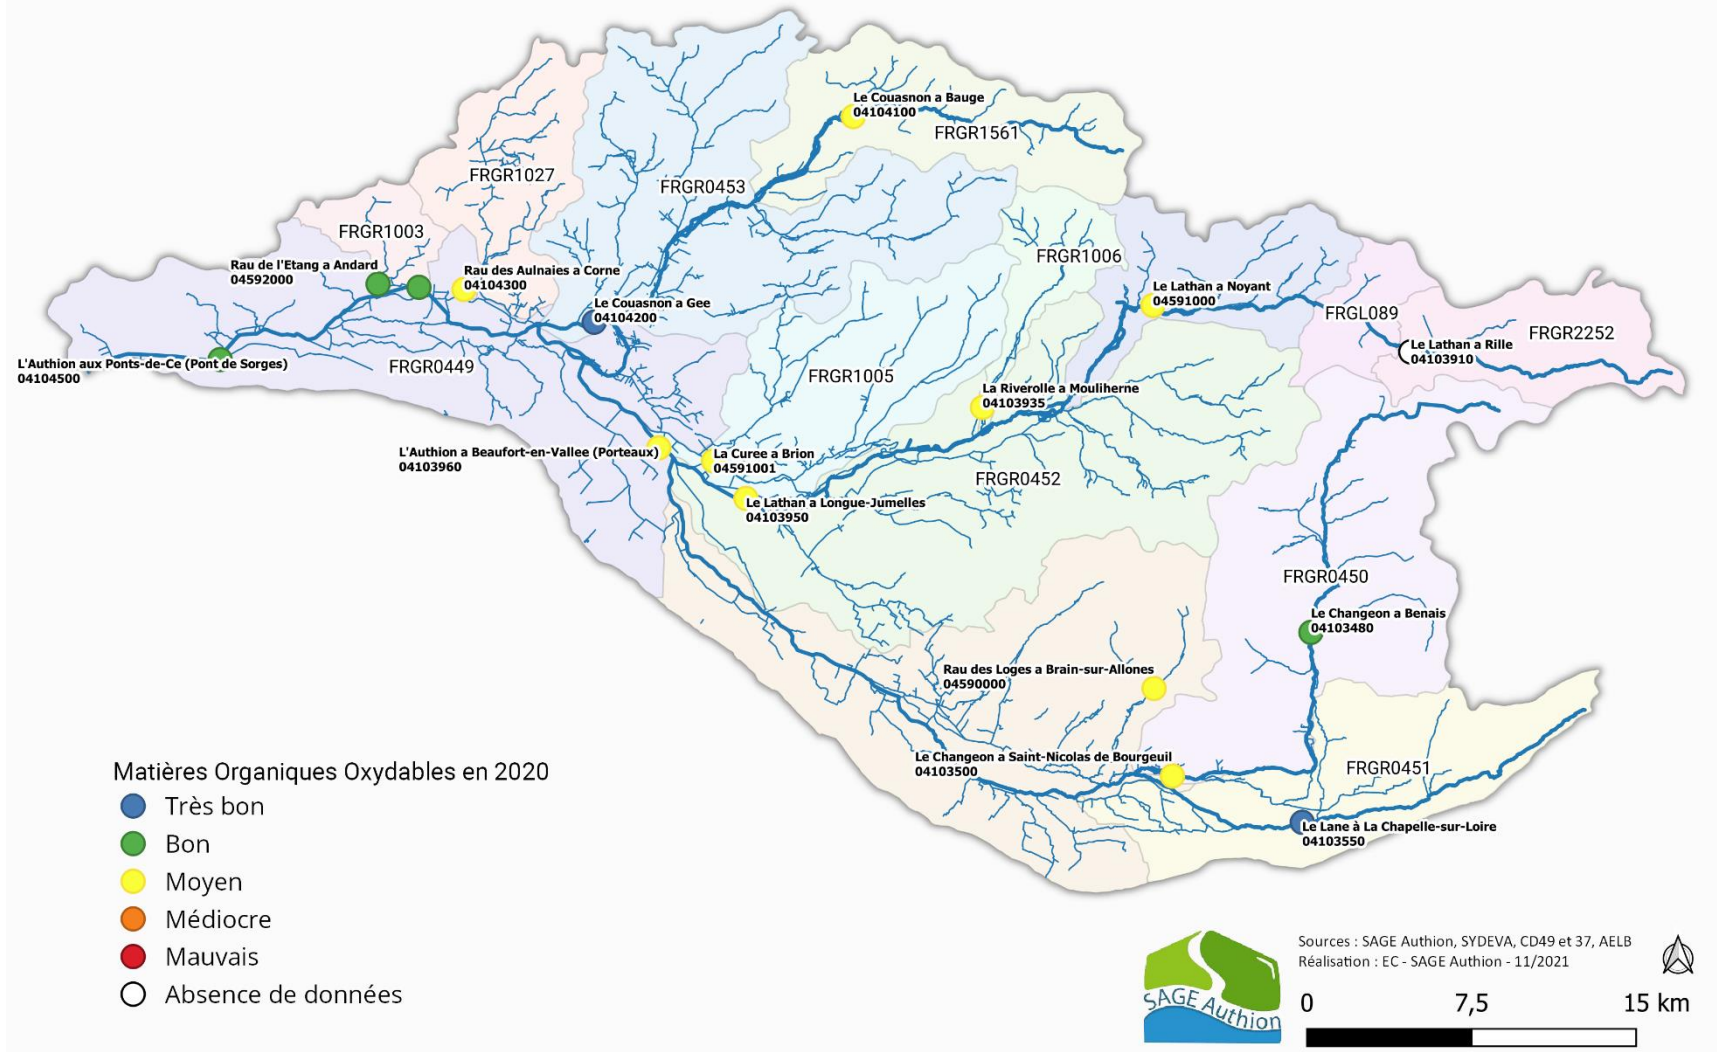 Le Couasnon a Bauge
04104100
FRGR1561
FRGR1027
FRGR0453
FRGR1003
FRGR1006
Rau de l'Etang a Andard
04592000
Rau des Aulnaies a Corne
04104300
Le Couasnon a Gee
04104200
Le Lathan a Noyant
04591000
FRGL089
FRGR2252
Le Lathan a Rille
04103910
L'Authion aux Ponts-de-Ce (Pont de Sorges)
04104500
FRGR0449
FRGR1005
La Riverolle a Mouliherne
04103935
L'Authion a Beaufort-en-Vallee (Porteaux)
04103960
La Curee a Brion
04591001
FRGR0452
Le Lathan a Longue-Jumelles
04103950
FRGR0450
Le Changeon a Benais
04103480
Rau des Loges a Brain-sur-Allones
04590000
Le Changeon a Saint-Nicolas de Bourgeuil
04103500
FRGR0451
Le Lane à La Chapelle-sur-Loire
04103550
Matières Organiques Oxydables en 2020
Très bon
Bon
Moyen
Médiocre
Mauvais
Absence de données
SAGE Authion
Sources : SAGE Authion, SYDEVA, CD49 et 37, AELB
Réalisation : EC - SAGE Authion - 11/2021
0 7,5 15 km